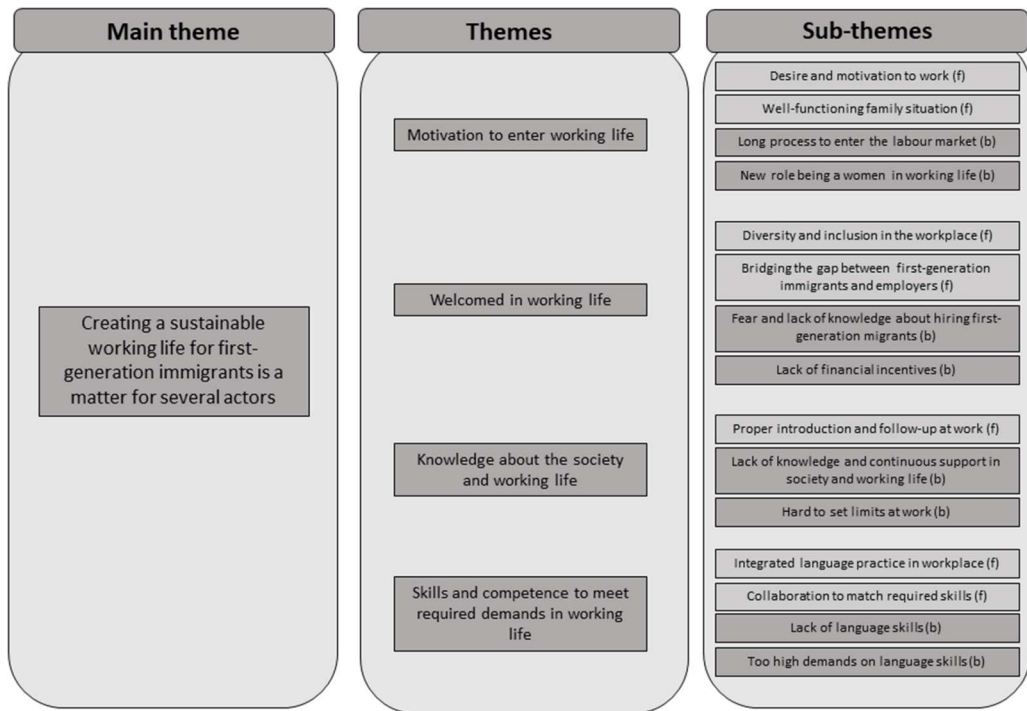 Main theme
Creating a sustainable
working life for first-
generation immigrants is a
matter for several actors
Themes
Motivation to enter working life
Welcomed in working life
Knowledge about the society
and working life
Skills and competence to meet
required demands in working
life
Sub-themes
Desire and motivation to work (f)
Well-functioning family situation (f)
Long process to enter the labour market (b)
New role being a women in working life (b)
Diversity and inclusion in the workplace (f)
Bridging the gap between first-generation
immigrants and employers (f)
Fear and lack of knowledge about hiring first-
generation migrants (b)
Lack of financial incentives (b)
Proper introduction and follow-up at work (f)
Lack of knowledge and continuous support in
society and working life (b)
Hard to set limits at work (b)
Integrated language practice in workplace (f)
Collaboration to match required skills (f)
Lack of language skills (b)
Too high demands on language skills (b)